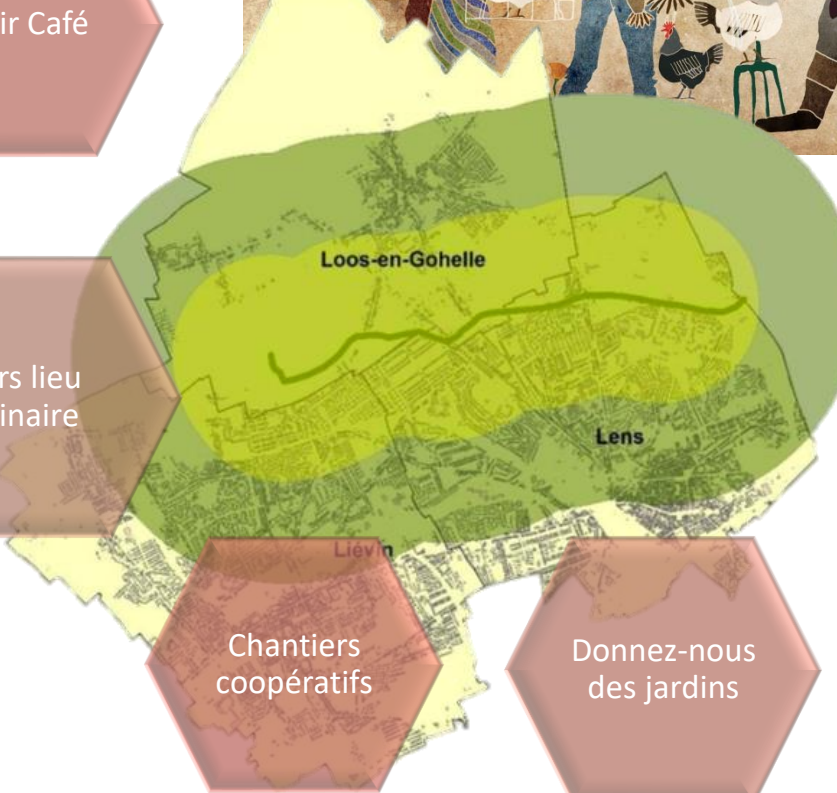 ir Café
Loos-en-Gohelle
rs lieu
inaire
Lens
Liévin
Chantiers
coopératifs
Donnez-nous
des jardins